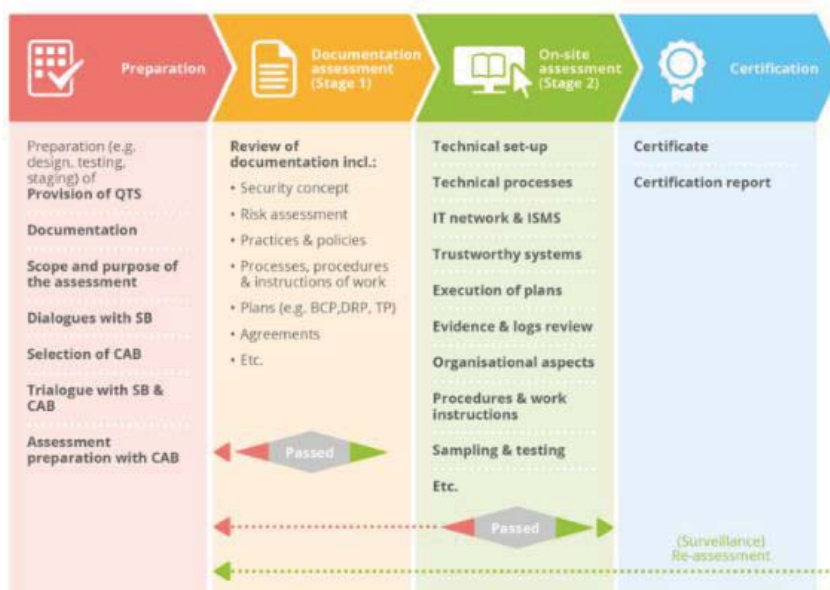 Preparation
Documentation
assessment
(Stage 1)
On-site
assessment
(Stage 2)
Certification
Preparation (e.g.
design, testing,
staging) of
Provision of QTS
Documentation
Scope and purpose of
the assessment
Dialogues with SB
Selection of CAB
Trialogue with SB &
CAB
Assessment
preparation with CAB
Review of
documentation incl.:
• Security concept
• Risk assessment
• Practices & policies
• Processes, procedures
& instructions of work
• Plans (e.g. BCP,DRP, TP)
• Agreements
• Etc.
Passed
Technical set-up
Technical processes
IT network & ISMS
Trustworthy systems
Execution of plans
Evidence & logs review
Organisational aspects
Procedures & work
instructions
Sampling & testing
Etc.
Passed
Certificate
Certification report
(Surveillance)
Re-assessment